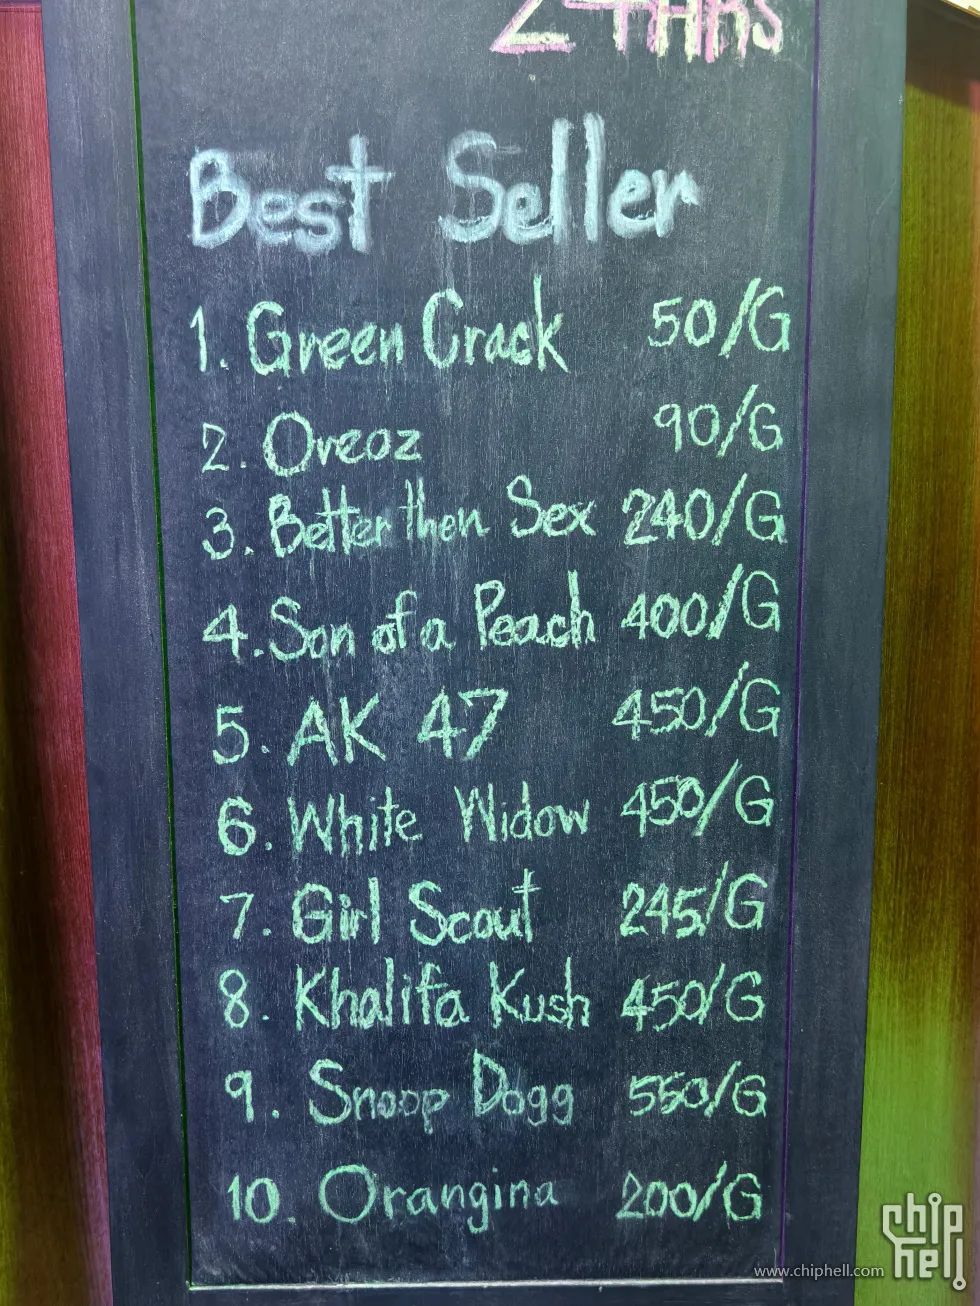 24HRS
Best Seller
1. Green Crack 50/G
2. Oreoz 90/G
3. Better then Sex 240/G
4. Son of a Peach 400/G
5. AK 47 450/G
6. White Widow 450/G
7. Girl Scout 245/G
8. Khalifa Kush 450/G
9. Snoop Dogg 550/G
10. Orangina 200/G
chip
hell
www.chiphell.com